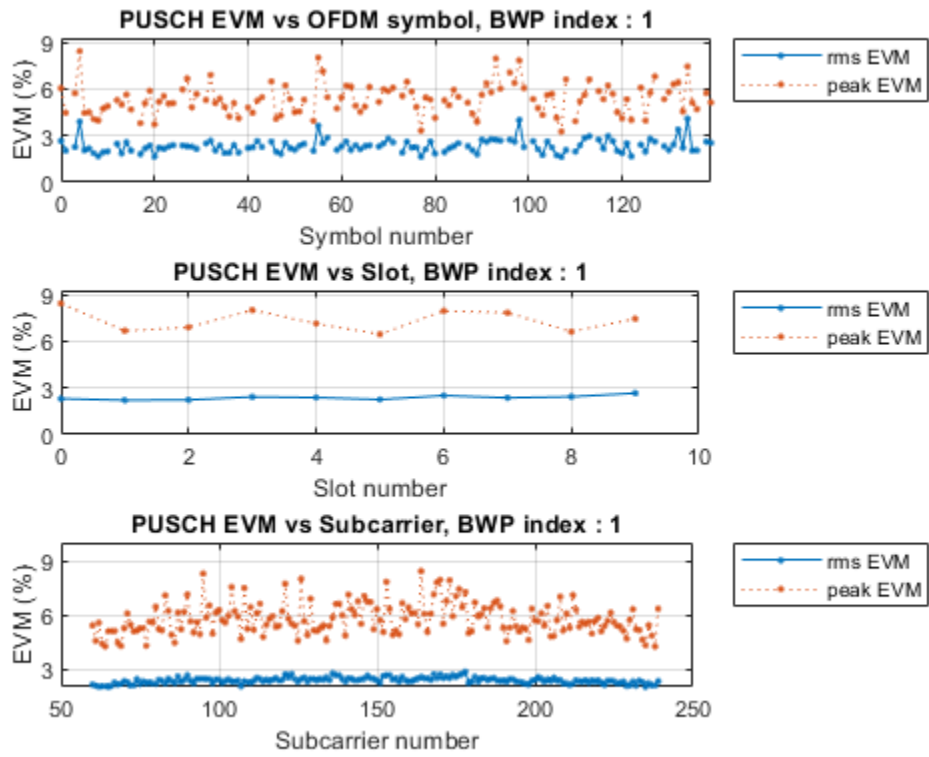 PUSCH EVM vs OFDM symbol, BWP index : 1
EVM (%)
9
6
3
0
0 20 40 60 80 100 120
Symbol number
rms EVM
peak EVM
PUSCH EVM vs Slot, BWP index : 1
EVM (%)
9
6
3
0
0 2 4 6 8 10
Slot number
rms EVM
peak EVM
PUSCH EVM vs Subcarrier, BWP index : 1
EVM (%)
9
6
3
50 100 150 200 250
Subcarrier number
rms EVM
peak EVM